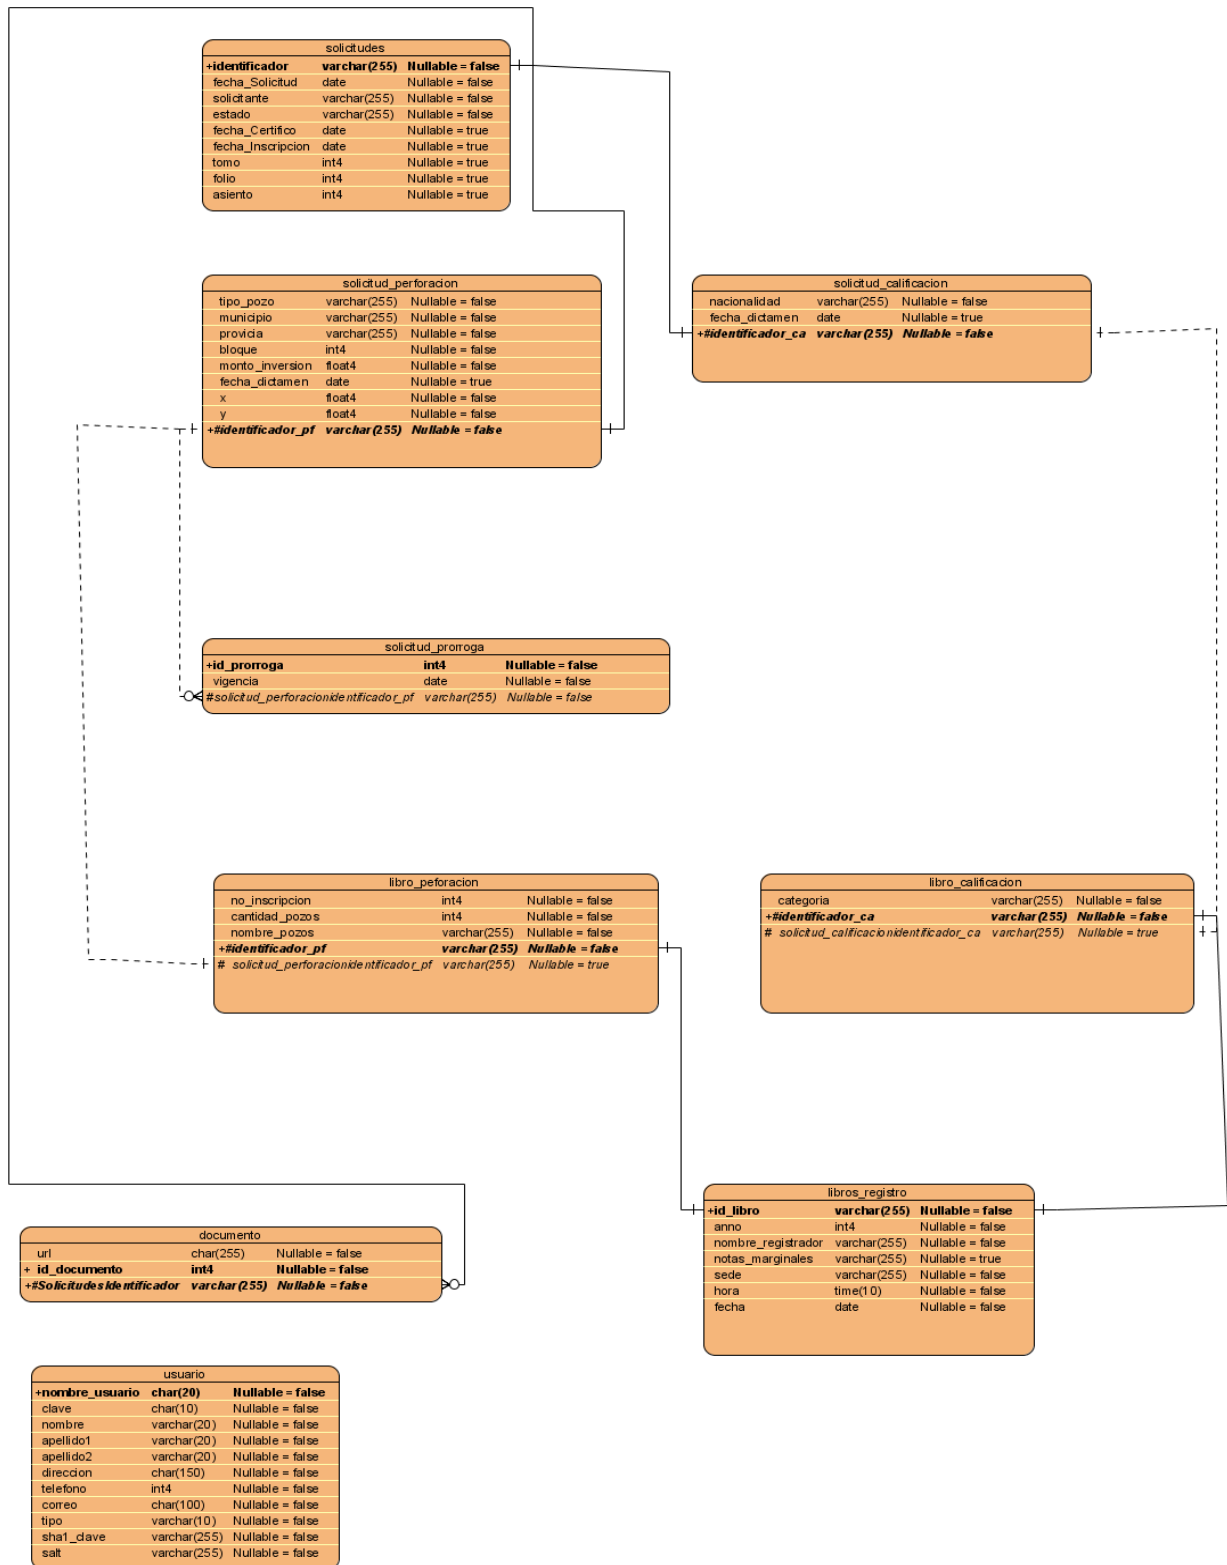 solicitudes
+identificador varchar(255) Nullable = false
fecha_Solicitud date Nullable = false
solicitante varchar(255) Nullable = false
estado varchar(255) Nullable = false
fecha_Certifico date Nullable = true
fecha_Inscripcion date Nullable = true
tomo int4 Nullable = true
folio int4 Nullable = true
asiento int4 Nullable = true
solicitud_perforacion
tipo_pozo varchar(255) Nullable = false
municipio varchar(255) Nullable = false
provicia varchar(255) Nullable = false
bloque int4 Nullable = false
monto_inversion float4 Nullable = false
fecha_dictamen date Nullable = true
x float4 Nullable = false
y float4 Nullable = false
+#identificador_pf varchar(255) Nullable = false
solicitud_calificacion
nacionalidad varchar(255) Nullable = false
fecha_dictamen date Nullable = true
+#identificador_ca varchar(255) Nullable = false
solicitud_prorroga
+id_prorroga int4 Nullable = false
vigencia date Nullable = false
#solicitud_perforacionidentificador_pf varchar(255) Nullable = false
libro_peforacion
no_inscripcion int4 Nullable = false
cantidad_pozos int4 Nullable = false
nombre_pozos varchar(255) Nullable = false
+#identificador_pf varchar(255) Nullable = false
# solicitud_perforacionidentificador_pf varchar(255) Nullable = true
libro_calificacion
categoria varchar(255) Nullable = false
+#identificador_ca varchar(255) Nullable = false
# solicitud_calificacionidentificador_ca varchar(255) Nullable = true
libros_registro
+id_libro varchar(255) Nullable = false
anno int4 Nullable = false
nombre_registrador varchar(255) Nullable = false
notas_marginales varchar(255) Nullable = true
sede varchar(255) Nullable = false
hora time(10) Nullable = false
fecha date Nullable = false
documento
url char(255) Nullable = false
+ id_documento int4 Nullable = false
+#SolicitudesIdentificador varchar(255) Nullable = false
usuario
+nombre_usuario char(20) Nullable = false
clave char(10) Nullable = false
nombre varchar(20) Nullable = false
apellido1 varchar(20) Nullable = false
apellido2 varchar(20) Nullable = false
direccion char(150) Nullable = false
telefono int4 Nullable = false
correo char(100) Nullable = false
tipo varchar(10) Nullable = false
sha1_clave varchar(255) Nullable = false
salt varchar(255) Nullable = false